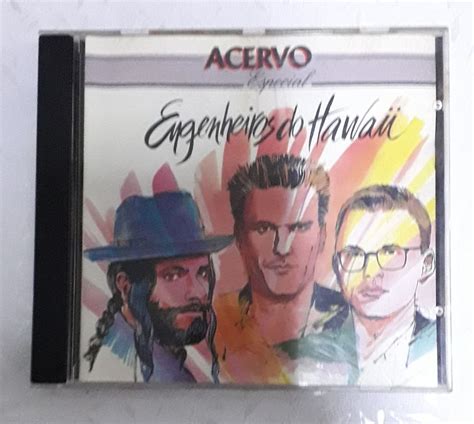 ACERVO
Especial
Engenheiros do Hawaii